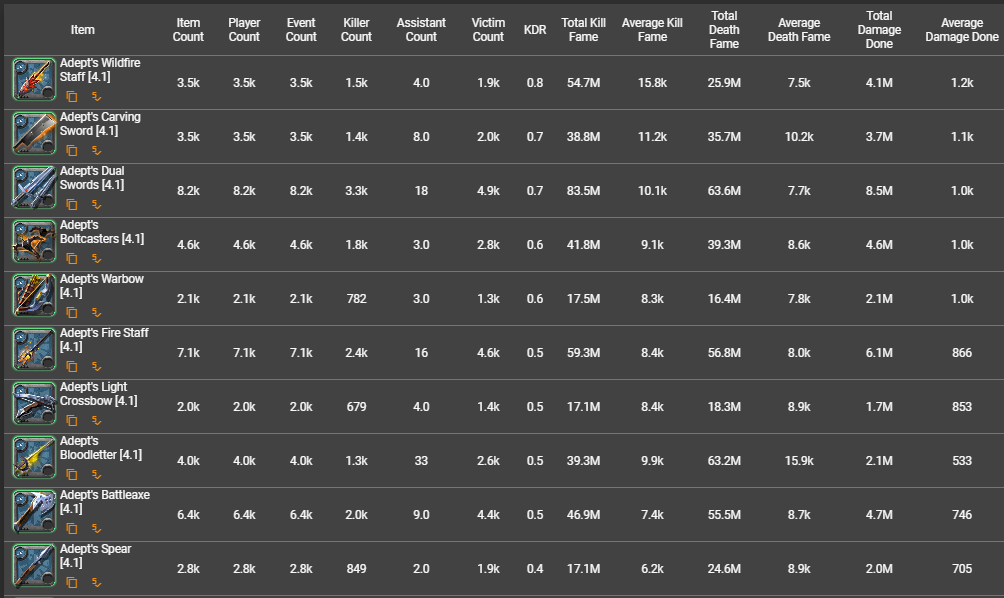 Item Item Count Player Count Event Count Killer Count Assistant Count Victim Count KDR Total Kill Fame Average Kill Fame Total Death Fame Average Death Fame Total Damage Done Average Damage Done
Adept's Wildfire
Staff [4.1] 3.5k 3.5k 3.5k 1.5k 4.0 1.9k 0.8 54.7M 15.8k 25.9M 7.5k 4.1M 1.2k
Adept's Carving
Sword [4.1] 3.5k 3.5k 3.5k 1.4k 8.0 2.0k 0.7 38.8M 11.2k 35.7M 10.2k 3.7M 1.1k
Adept's Dual
Swords [4.1] 8.2k 8.2k 8.2k 3.3k 18 4.9k 0.7 83.5M 10.1k 63.6M 7.7k 8.5M 1.0k
Adept's
Boltcasters [4.1] 4.6k 4.6k 4.6k 1.8k 3.0 2.8k 0.6 41.8M 9.1k 39.3M 8.6k 4.6M 1.0k
Adept's Warbow
[4.1] 2.1k 2.1k 2.1k 782 3.0 1.3k 0.6 17.5M 8.3k 16.4M 7.8k 2.1M 1.0k
Adept's Fire Staff
[4.1] 7.1k 7.1k 7.1k 2.4k 16 4.6k 0.5 59.3M 8.4k 56.8M 8.0k 6.1M 866
Adept's Light
Crossbow [4.1] 2.0k 2.0k 2.0k 679 4.0 1.4k 0.5 17.1M 8.4k 18.3M 8.9k 1.7M 853
Adept's
Bloodletter [4.1] 4.0k 4.0k 4.0k 1.3k 33 2.6k 0.5 39.3M 9.9k 63.2M 15.9k 2.1M 533
Adept's Battleaxe
[4.1] 6.4k 6.4k 6.4k 2.0k 9.0 4.4k 0.5 46.9M 7.4k 55.5M 8.7k 4.7M 746
Adept's Spear
[4.1] 2.8k 2.8k 2.8k 849 2.0 1.9k 0.4 17.1M 6.2k 24.6M 8.9k 2.0M 705